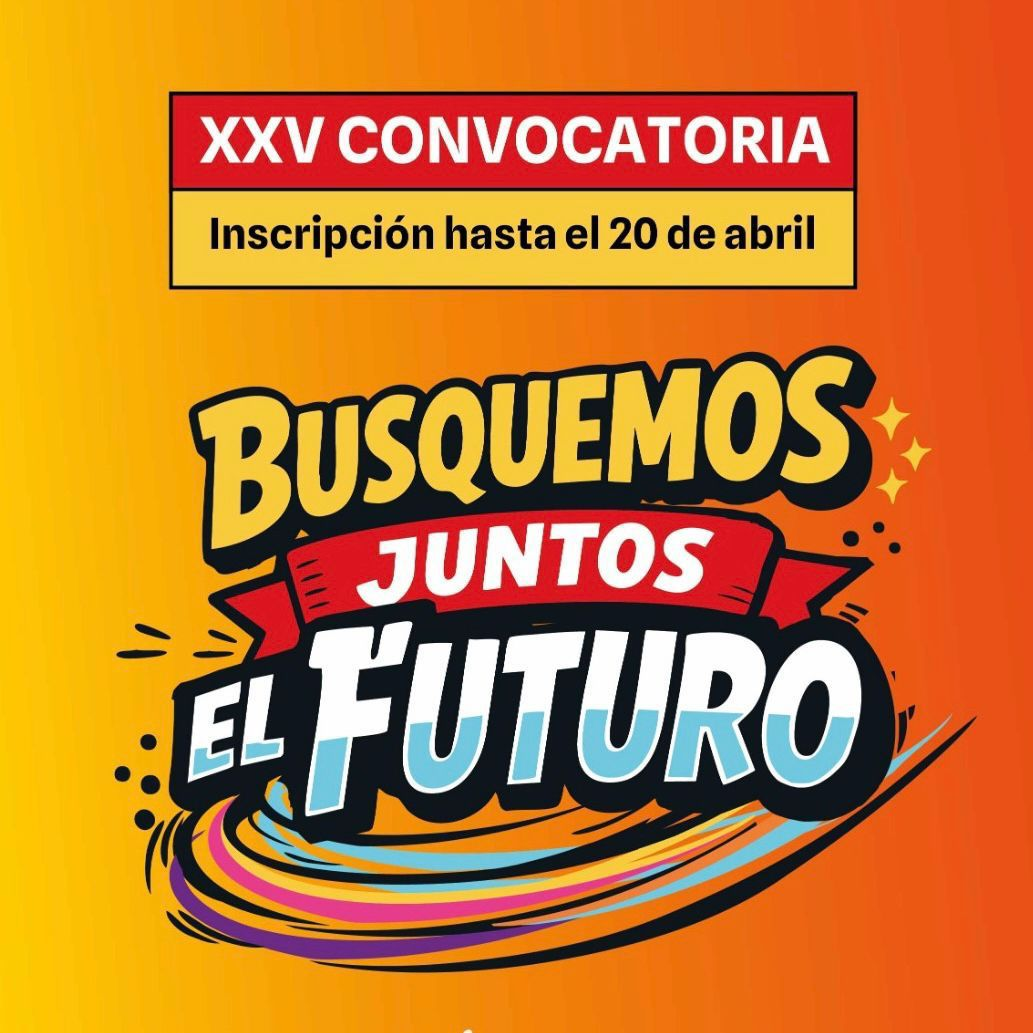 XXV CONVOCATORIA
Inscripción hasta el 20 de abril
BUSQUEMOS
JUNTOS
EL FUTURO